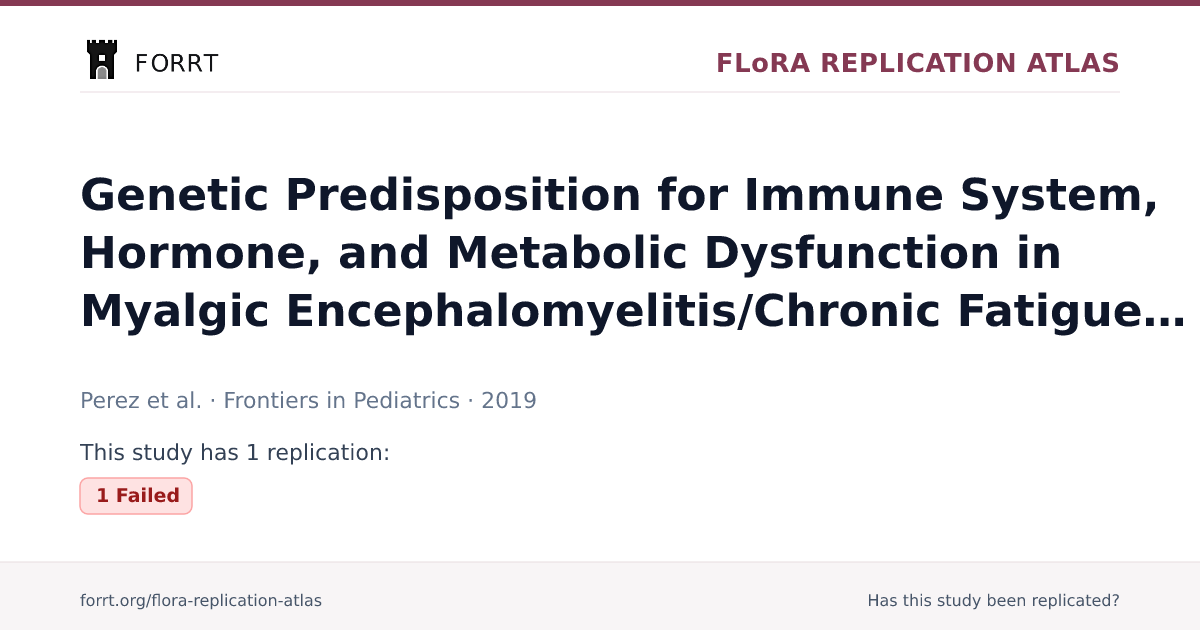 FORRT
FLoRA REPLICATION ATLAS
Genetic Predisposition for Immune System,
Hormone, and Metabolic Dysfunction in
Myalgic Encephalomyelitis/Chronic Fatigue…
Perez et al. · Frontiers in Pediatrics · 2019
This study has 1 replication:
1 Failed
forrt.org/flora-replication-atlas
Has this study been replicated?